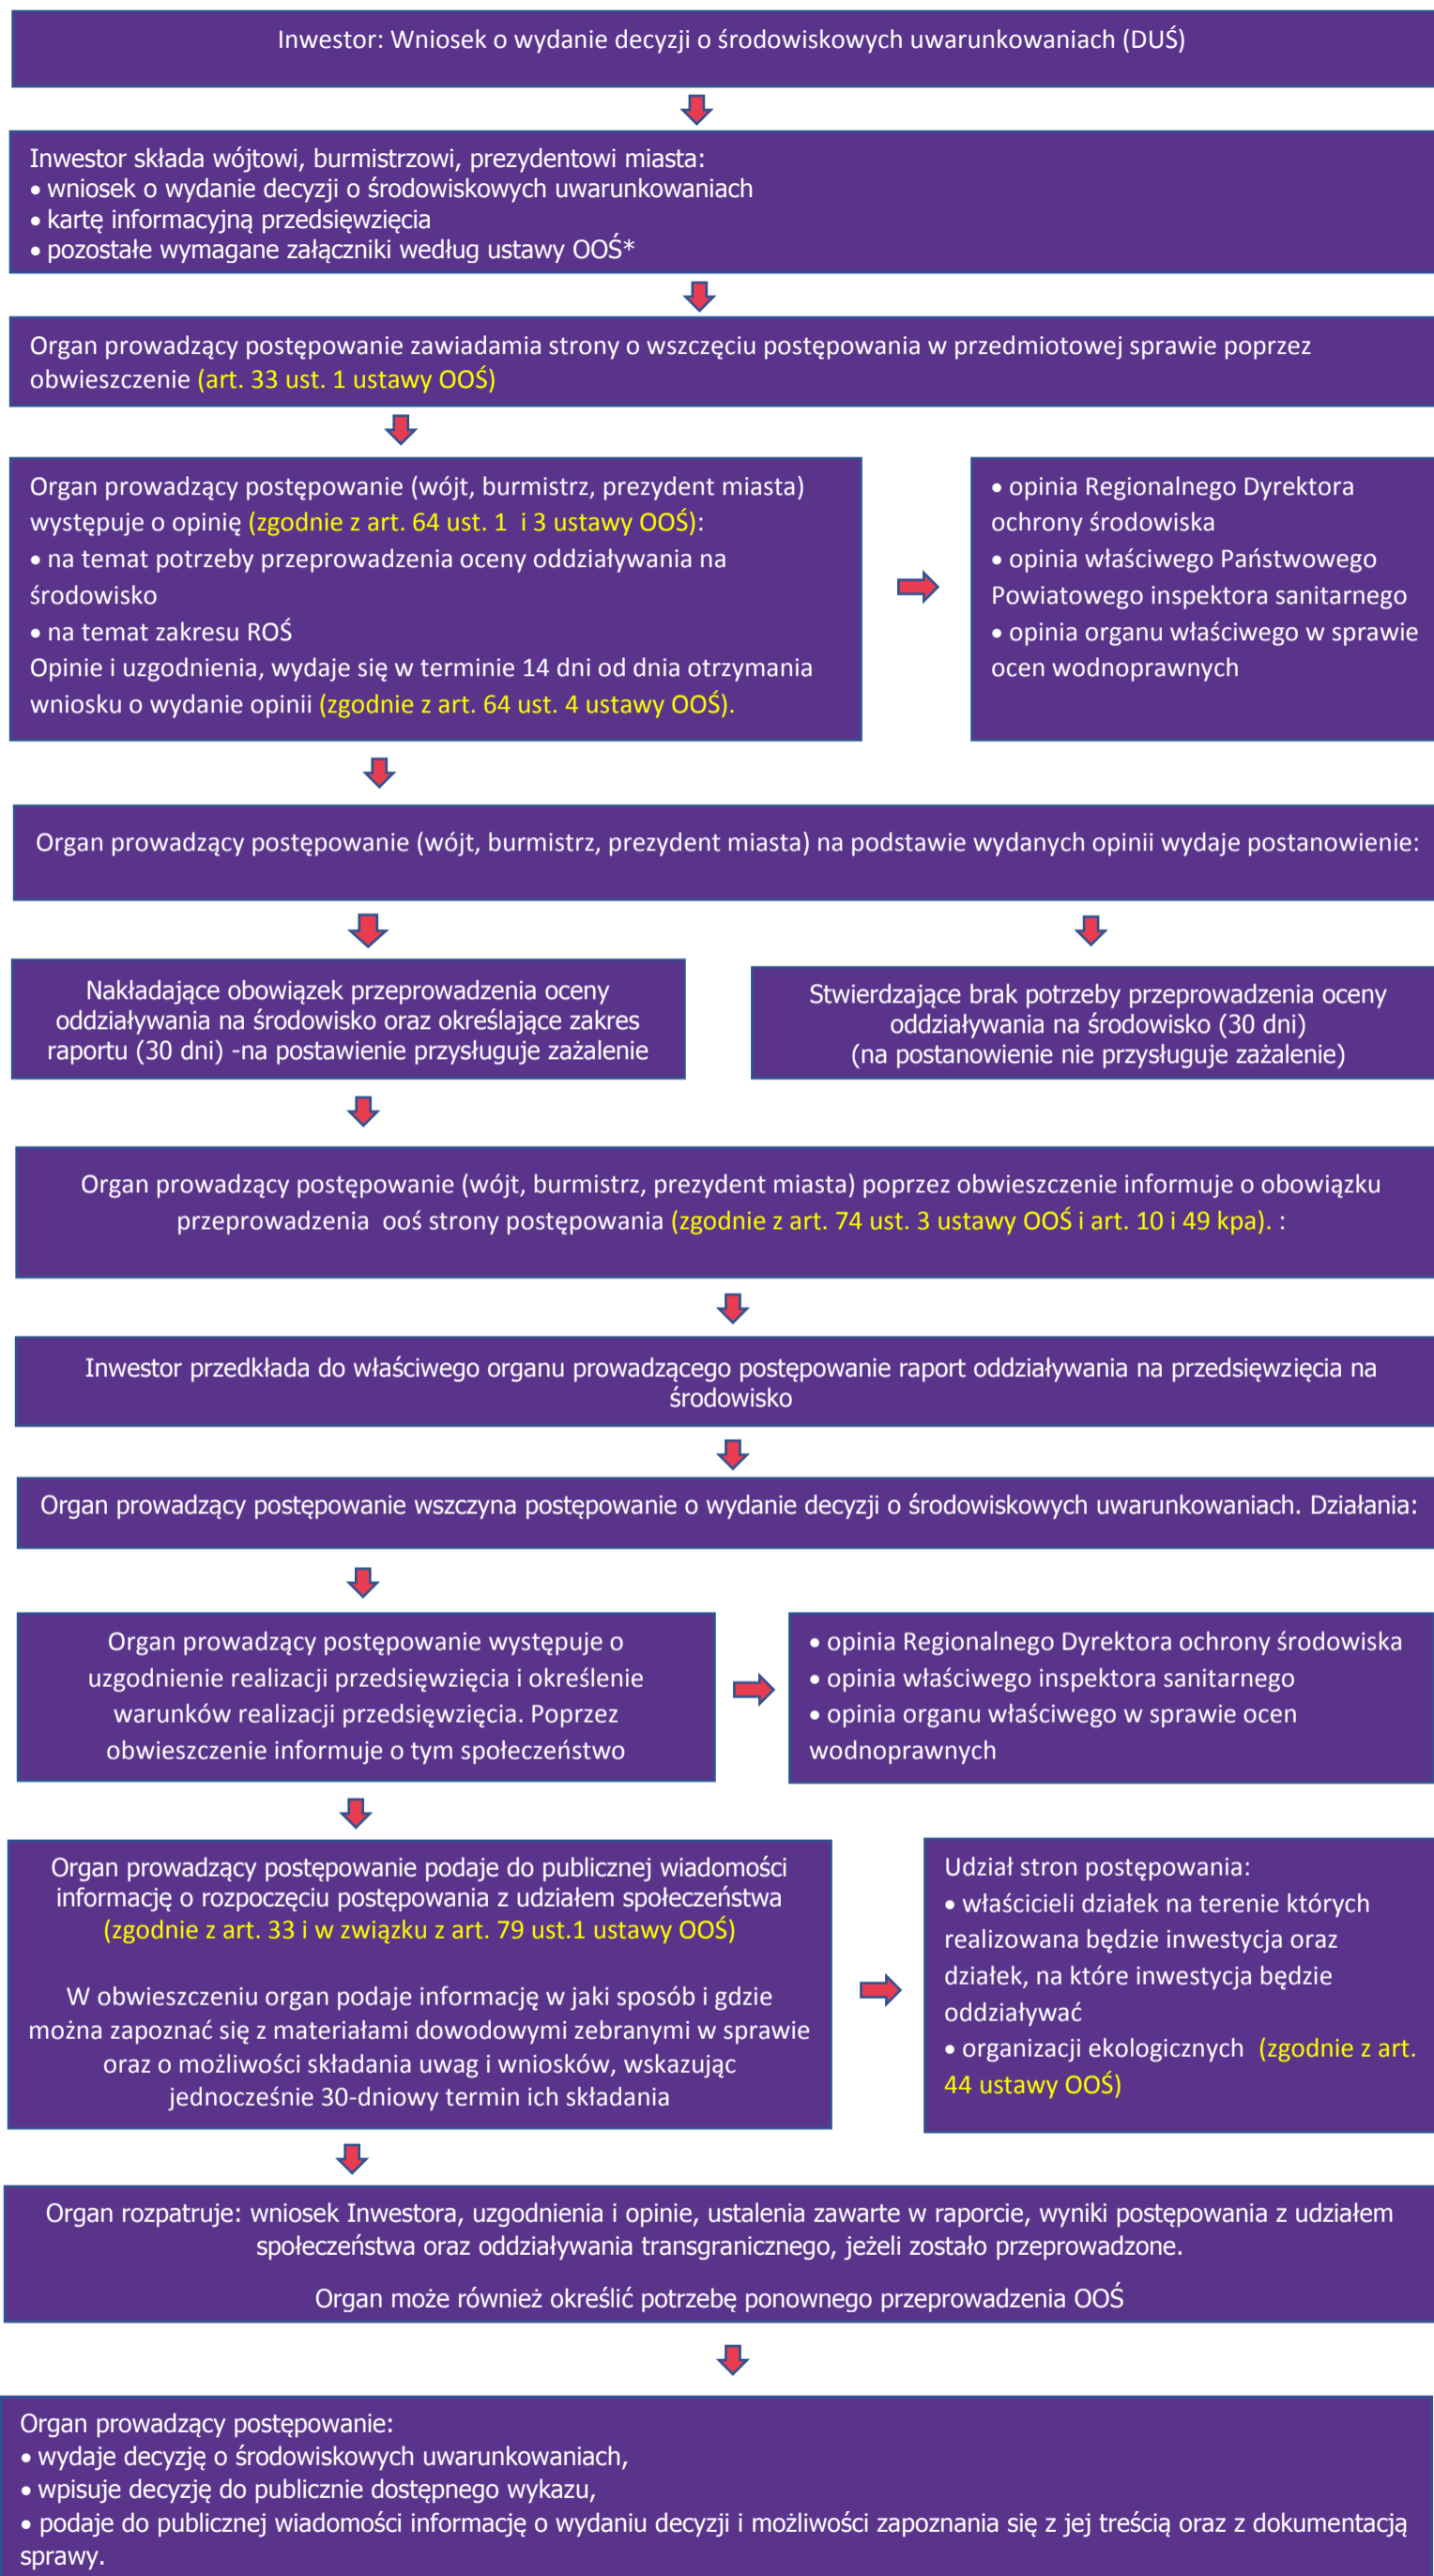 Inwestor: Wniosek o wydanie decyzji o środowiskowych uwarunkowaniach (DUŚ)
Inwestor składa wójtowi, burmistrzowi, prezydentowi miasta:
• wniosek o wydanie decyzji o środowiskowych uwarunkowaniach
• kartę informacyjną przedsięwzięcia
• pozostałe wymagane załączniki według ustawy OOŚ*
Organ prowadzący postępowanie zawiadamia strony o wszczęciu postępowania w przedmiotowej sprawie poprzez
obwieszczenie (art. 33 ust. 1 ustawy OOŚ)
Organ prowadzący postępowanie (wójt, burmistrz, prezydent miasta)
występuje o opinię (zgodnie z art. 64 ust. 1 i 3 ustawy OOŚ):
• na temat potrzeby przeprowadzenia oceny oddziaływania na
środowisko
• na temat zakresu ROŚ
Opinie i uzgodnienia, wydaje się w terminie 14 dni od dnia otrzymania
wniosku o wydanie opinii (zgodnie z art. 64 ust. 4 ustawy OOŚ).
• opinia Regionalnego Dyrektora
ochrony środowiska
• opinia właściwego Państwowego
Powiatowego inspektora sanitarnego
• opinia organu właściwego w sprawie
ocen wodnoprawnych
Organ prowadzący postępowanie (wójt, burmistrz, prezydent miasta) na podstawie wydanych opinii wydaje postanowienie:
Nakładające obowiązek przeprowadzenia oceny
oddziaływania na środowisko oraz określające zakres
raportu (30 dni) -na postawienie przysługuje zażalenie
Stwierdzające brak potrzeby przeprowadzenia oceny
oddziaływania na środowisko (30 dni)
(na postanowienie nie przysługuje zażalenie)
Organ prowadzący postępowanie (wójt, burmistrz, prezydent miasta) poprzez obwieszczenie informuje o obowiązku
przeprowadzenia ooś strony postępowania (zgodnie z art. 74 ust. 3 ustawy OOŚ i art. 10 i 49 kpa). :
Inwestor przedkłada do właściwego organu prowadzącego postępowanie raport oddziaływania na przedsięwzięcia na
środowisko
Organ prowadzący postępowanie wszczyna postępowanie o wydanie decyzji o środowiskowych uwarunkowaniach. Działania:
Organ prowadzący postępowanie występuje o
uzgodnienie realizacji przedsięwzięcia i określenie
warunków realizacji przedsięwzięcia. Poprzez
obwieszczenie informuje o tym społeczeństwo
• opinia Regionalnego Dyrektora ochrony środowiska
• opinia właściwego inspektora sanitarnego
• opinia organu właściwego w sprawie ocen
wodnoprawnych
Organ prowadzący postępowanie podaje do publicznej wiadomości
informację o rozpoczęciu postępowania z udziałem społeczeństwa
(zgodnie z art. 33 i w związku z art. 79 ust.1 ustawy OOŚ)
W obwieszczeniu organ podaje informację w jaki sposób i gdzie
można zapoznać się z materiałami dowodowymi zebranymi w sprawie
oraz o możliwości składania uwag i wniosków, wskazując
jednocześnie 30-dniowy termin ich składania
Udział stron postępowania:
• właścicieli działek na terenie których
realizowana będzie inwestycja oraz
działek, na które inwestycja będzie
oddziaływać
• organizacji ekologicznych (zgodnie z art.
44 ustawy OOŚ)
Organ rozpatruje: wniosek Inwestora, uzgodnienia i opinie, ustalenia zawarte w raporcie, wyniki postępowania z udziałem
społeczeństwa oraz oddziaływania transgranicznego, jeżeli zostało przeprowadzone.
Organ może również określić potrzebę ponownego przeprowadzenia OOŚ
Organ prowadzący postępowanie:
• wydaje decyzję o środowiskowych uwarunkowaniach,
• wpisuje decyzję do publicznie dostępnego wykazu,
• podaje do publicznej wiadomości informację o wydaniu decyzji i możliwości zapoznania się z jej treścią oraz z dokumentacją
sprawy.